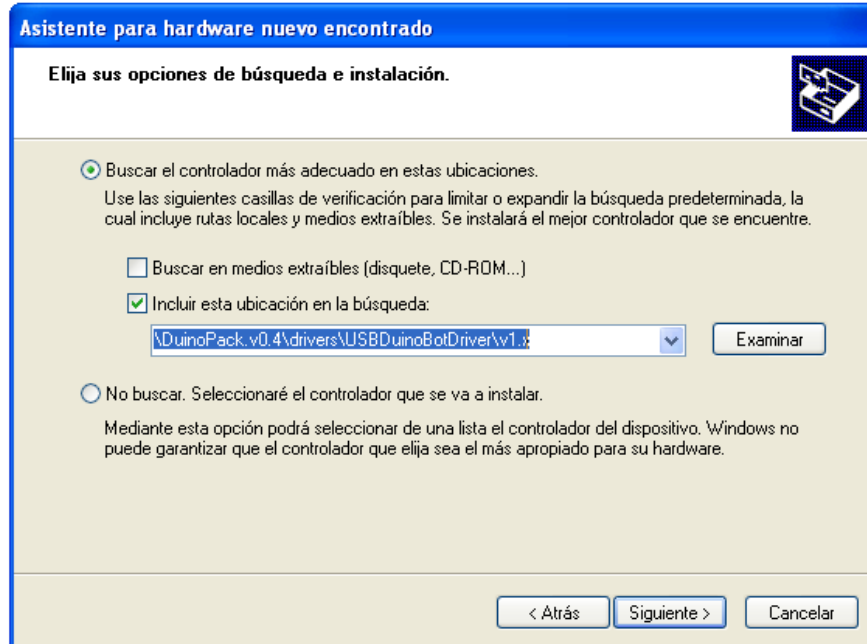 Asistente para hardware nuevo encontrado
Elija sus opciones de búsqueda e instalación.
Buscar el controlador más adecuado en estas ubicaciones.
Use las siguientes casillas de verificación para limitar o expandir la búsqueda predeterminada, la
cual incluye rutas locales y medios extraíbles. Se instalará el mejor controlador que se encuentre.
Buscar en medios extraíbles (disquete, CD-ROM...)
Incluir esta ubicación en la búsqueda:
\DuinoPack.v0.4\drivers\USBDuinoBotDriver\v1.x
Examinar
No buscar. Seleccionaré el controlador que se va a instalar.
Mediante esta opción podrá seleccionar de una lista el controlador del dispositivo. Windows no
puede garantizar que el controlador que elija sea el más apropiado para su hardware.
< Atrás
Siguiente >
Cancelar